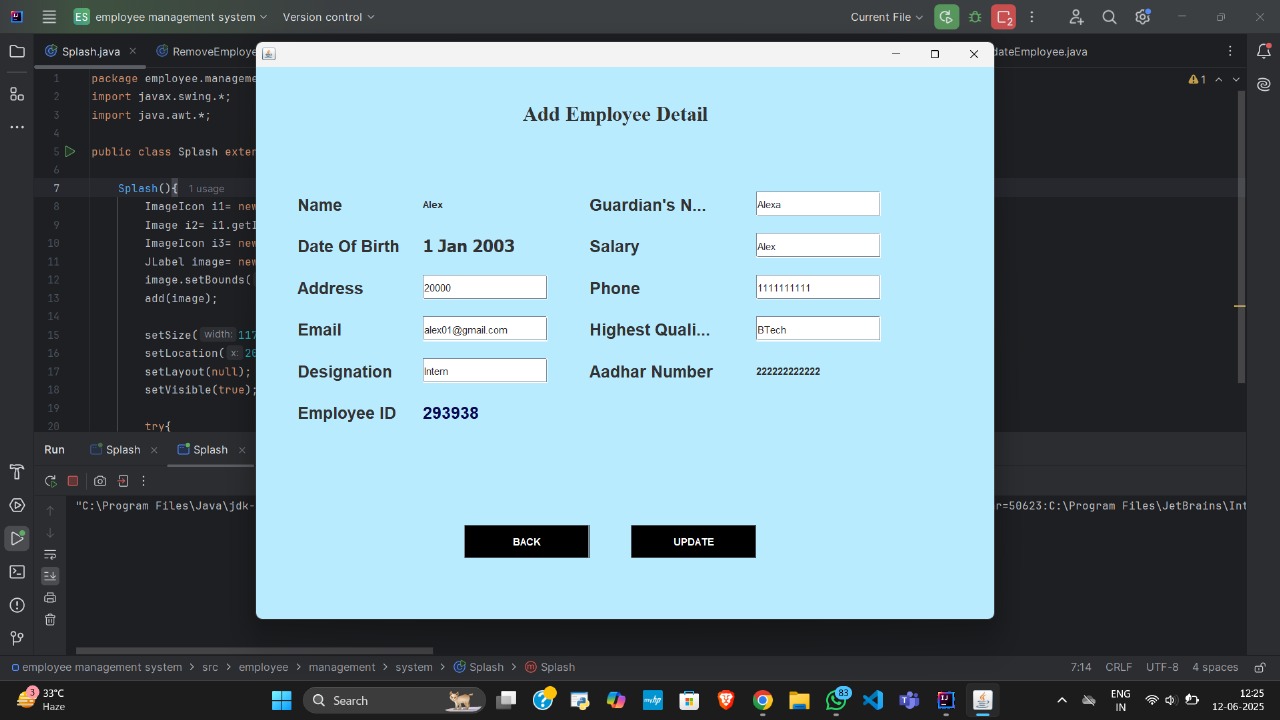 ES employee management system Version control Current File 2
Splash.java RemoveEmploye dateEmployee.java
1 package employee.manageme 1
2 import javax.swing.*;
3 import java.awt.*;
4
5 public class Splash exter
6
7 Splash(){ 1 usage
8 ImageIcon i1= new
9 Image i2= i1.getI
10 ImageIcon i3= new
11 JLabel image= new
12 image.setBounds(
13 add(image);
14
15 setSize( width: 117
16 setLocation( x: 20
17 setLayout(null);
18 setVisible(true);
19
20 try{
Add Employee Detail
Name Alex Guardian's N... Alexa
Date Of Birth 1 Jan 2003 Salary Alex
Address 20000 Phone 1111111111
Email alex01@gmail.com Highest Quali... BTech
Designation Intern Aadhar Number 222222222222
Employee ID 293938
BACK UPDATE
Run Splash Splash
"C:\Program Files\Java\jdk- r=50623:C:\Program Files\JetBrains\Int
employee management system > src > employee > management > system > Splash > Splash 7:14 CRLF UTF-8 4 spaces
3 33°C
Haze
Search
83
ENG
IN
12:25
12-06-2025